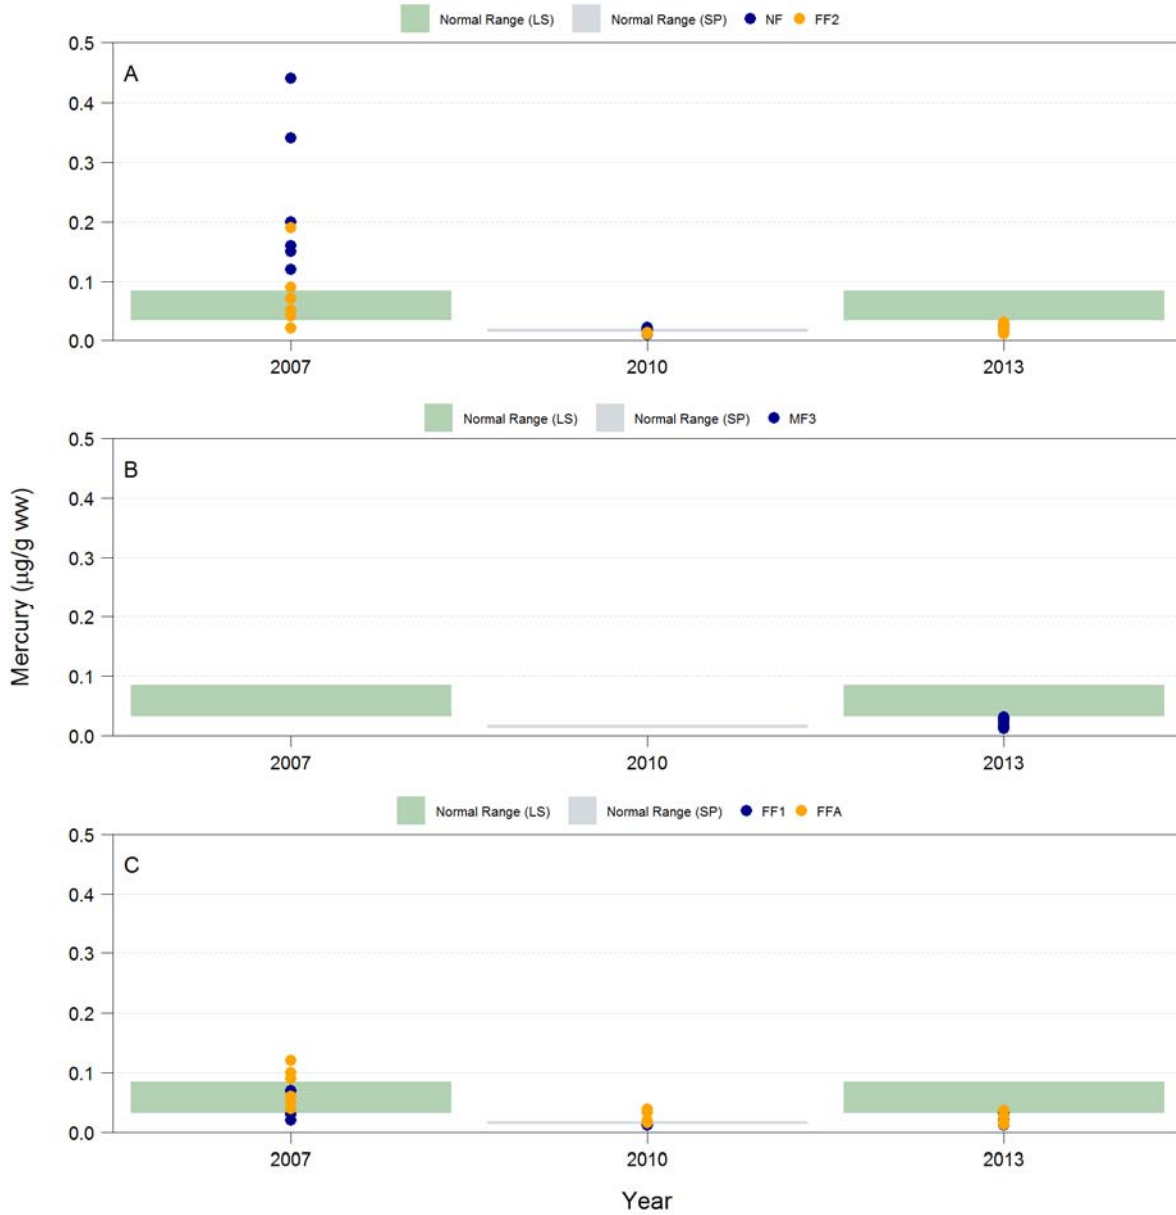 Normal Range (LS) Normal Range (SP) NF FF2
A
0.5
0.4
0.3
0.2
0.1
0.0
2007 2010 2013
Normal Range (LS) Normal Range (SP) MF3
B
0.5
0.4
0.3
0.2
0.1
0.0
2007 2010 2013
Mercury (µg/g ww)
Normal Range (LS) Normal Range (SP) FF1 FFA
C
0.5
0.4
0.3
0.2
0.1
0.0
2007 2010 2013
Year